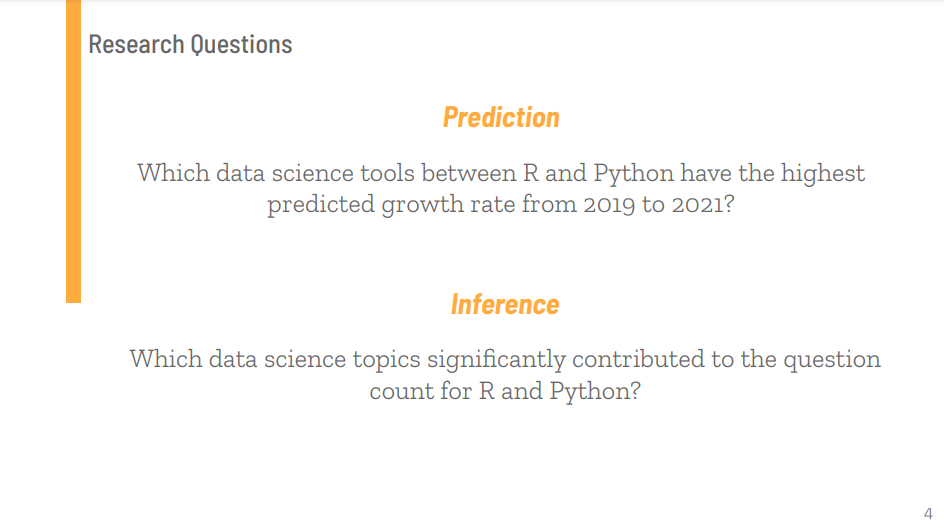 Research Questions
Prediction
Which data science tools between R and Python have the highest
predicted growth rate from 2019 to 2021?
Inference
Which data science topics significantly contributed to the question
count for R and Python?
4